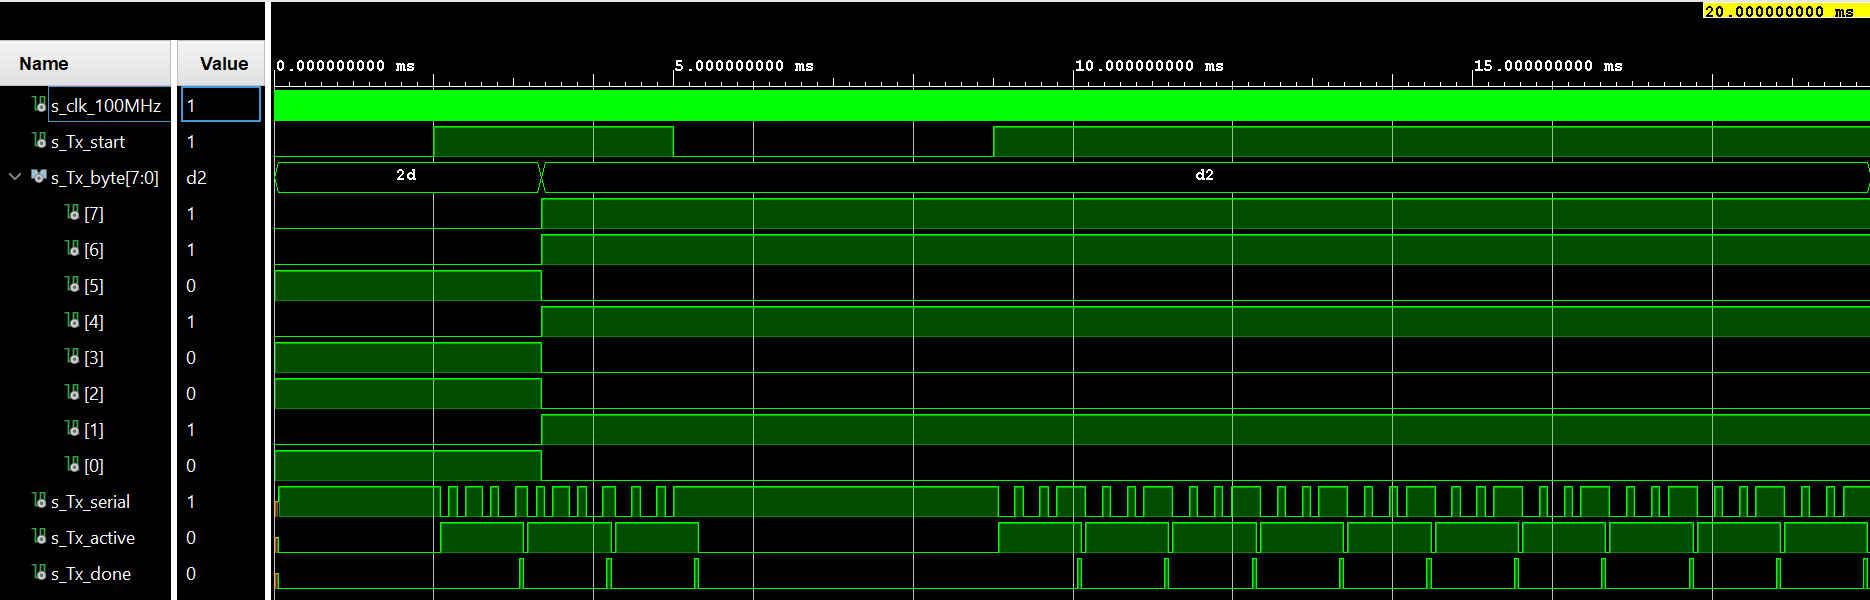 20.000000000 ms
Name Value
0.000000000 ms 5.000000000 ms 10.000000000 ms 15.000000000 ms
s_clk_100MHz 1
s_Tx_start 1
s_Tx_byte[7:0] d2 2d d2
[7] 1
[6] 1
[5] 0
[4] 1
[3] 0
[2] 0
[1] 1
[0] 0
s_Tx_serial 1
s_Tx_active 0
s_Tx_done 0